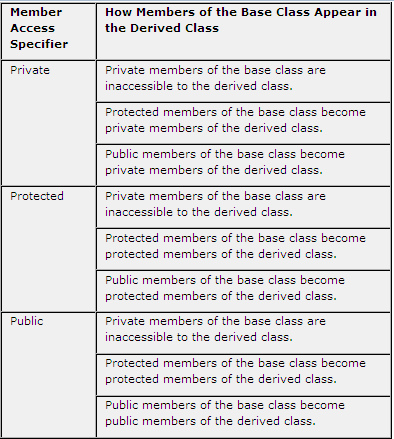 Member
Access
Specifier
How Members of the Base Class Appear in
the Derived Class
Private
Private members of the base class are
inaccessible to the derived class.
Protected members of the base class become
private members of the derived class.
Public members of the base class become
private members of the derived class.
Protected
Private members of the base class are
inaccessible to the derived class.
Protected members of the base class become
protected members of the derived class.
Public members of the base class become
protected members of the derived class.
Public
Private members of the base class are
inaccessible to the derived class.
Protected members of the base class become
protected members of the derived class.
Public members of the base class become
public members of the derived class.